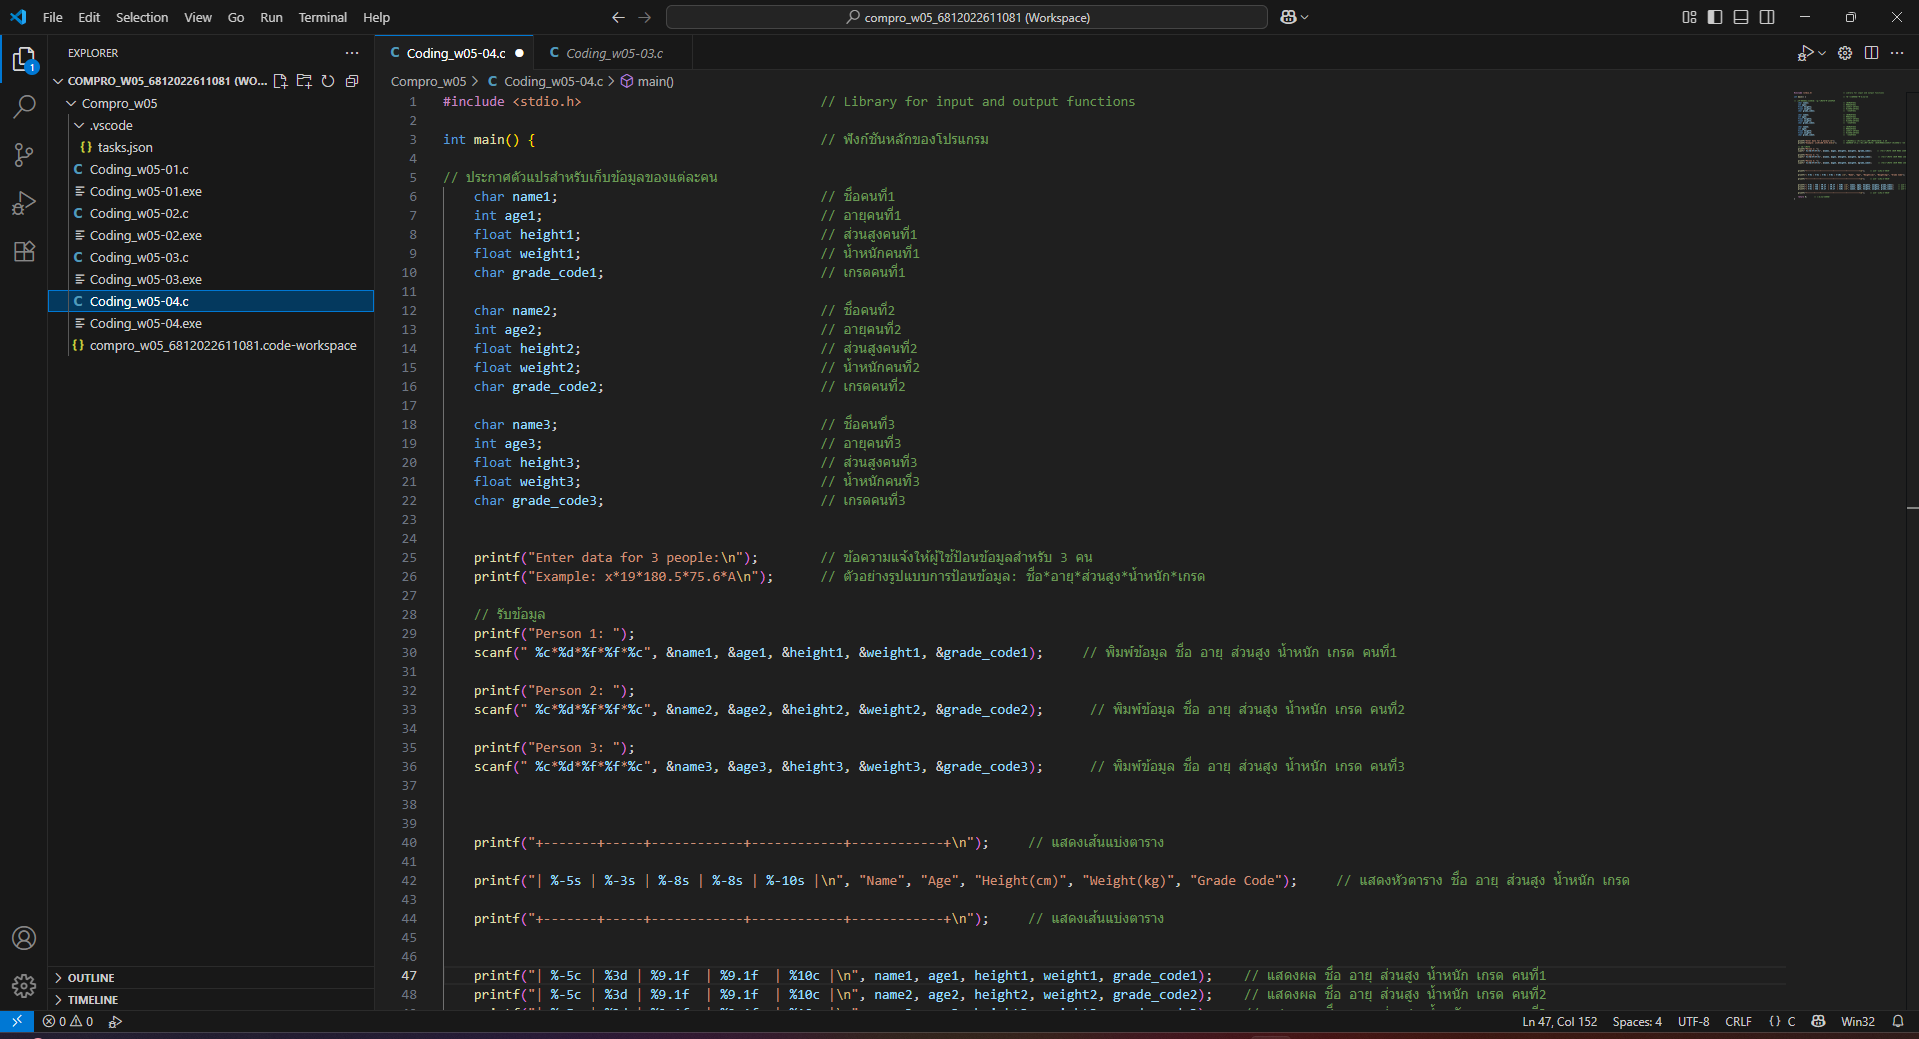 File Edit Selection View Go Run Terminal Help
compro_w05_6812022611081 (Workspace)
EXPLORER
COMPRO_W05_6812022611081 (WO...
Compro_w05
.vscode
tasks.json
Coding_w05-01.c
Coding_w05-01.exe
Coding_w05-02.c
Coding_w05-02.exe
Coding_w05-03.c
Coding_w05-03.exe
Coding_w05-04.c
Coding_w05-04.exe
compro_w05_6812022611081.code-workspace
OUTLINE
TIMELINE
Coding_w05-04.c
Coding_w05-03.c
Compro_w05 > Coding_w05-04.c > main()
1 #include <stdio.h> // Library for input and output functions
2
3 int main() { // ฟังก์ชันหลักของโปรแกรม
4
5 // ประกาศตัวแปรสำหรับเก็บข้อมูลของแต่ละคน
6 char name1; // ชื่อคนที่1
7 int age1; // อายุคนที่1
8 float height1; // ส่วนสูงคนที่1
9 float weight1; // น้ำหนักคนที่1
10 char grade_code1; // เกรดคนที่1
11
12 char name2; // ชื่อคนที่2
13 int age2; // อายุคนที่2
14 float height2; // ส่วนสูงคนที่2
15 float weight2; // น้ำหนักคนที่2
16 char grade_code2; // เกรดคนที่2
17
18 char name3; // ชื่อคนที่3
19 int age3; // อายุคนที่3
20 float height3; // ส่วนสูงคนที่3
21 float weight3; // น้ำหนักคนที่3
22 char grade_code3; // เกรดคนที่3
23
24
25 printf("Enter data for 3 people:\n"); // ข้อความแจ้งให้ผู้ใช้ป้อนข้อมูลสำหรับ 3 คน
26 printf("Example: x*19*180.5*75.6*A\n"); // ตัวอย่างรูปแบบการป้อนข้อมูล: ชื่อ*อายุ*ส่วนสูง*น้ำหนัก*เกรด
27
28 // รับข้อมูล
29 printf("Person 1: ");
30 scanf(" %c*%d*%f*%f*%c", &name1, &age1, &height1, &weight1, &grade_code1); // พิมพ์ข้อมูล ชื่อ อายุ ส่วนสูง น้ำหนัก เกรด คนที่1
31
32 printf("Person 2: ");
33 scanf(" %c*%d*%f*%f*%c", &name2, &age2, &height2, &weight2, &grade_code2); // พิมพ์ข้อมูล ชื่อ อายุ ส่วนสูง น้ำหนัก เกรด คนที่2
34
35 printf("Person 3: ");
36 scanf(" %c*%d*%f*%f*%c", &name3, &age3, &height3, &weight3, &grade_code3); // พิมพ์ข้อมูล ชื่อ อายุ ส่วนสูง น้ำหนัก เกรด คนที่3
37
38
39
40 printf("+-------+-----+------------+------------+------------+\n"); // แสดงเส้นแบ่งตาราง
41
42 printf("| %-5s | %-3s | %-8s | %-8s | %-10s |\n", "Name", "Age", "Height(cm)", "Weight(kg)", "Grade Code"); // แสดงหัวตาราง ชื่อ อายุ ส่วนสูง น้ำหนัก เกรด
43
44 printf("+-------+-----+------------+------------+------------+\n"); // แสดงเส้นแบ่งตาราง
45
46
47 printf("| %-5c | %3d | %9.1f | %9.1f | %10c |\n", name1, age1, height1, weight1, grade_code1); // แสดงผล ชื่อ อายุ ส่วนสูง น้ำหนัก เกรด คนที่1
48 printf("| %-5c | %3d | %9.1f | %9.1f | %10c |\n", name2, age2, height2, weight2, grade_code2); // แสดงผล ชื่อ อายุ ส่วนสูง น้ำหนัก เกรด คนที่2
0 0
Ln 47, Col 152 Spaces: 4 UTF-8 CRLF {} C Win32